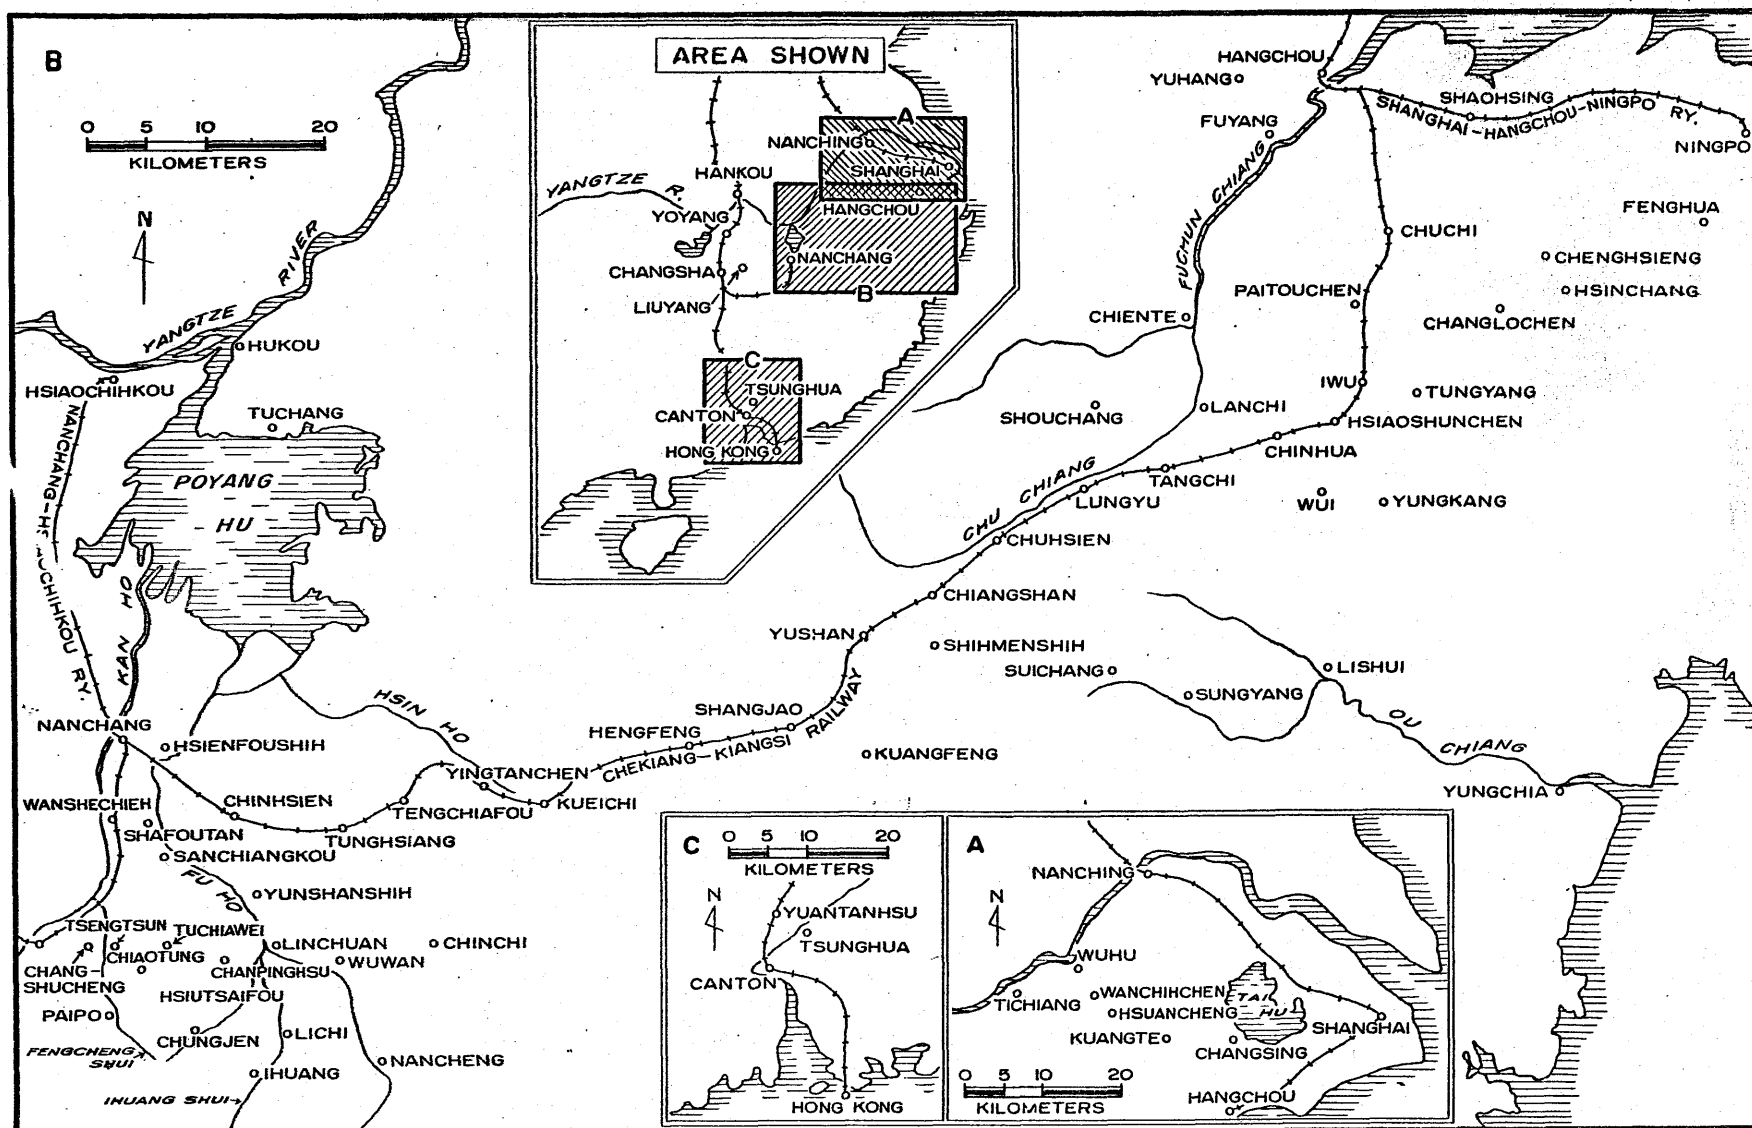 B
0 5 10 20
KILOMETERS
N
YANGTZE
RIVER
HUKOU
HSIAOCHIHKOU
TUCHANG
POYANG
HU
KAN HO
NANCHANG
HSIENFOUSHIH
HSIN HO
WANSHECHIEH
SHAFOUTAN
CHINHSIEN
SANCHIANGKOU
TUNGHSIANG
TENGCHIAFOU
YINGTANCHEN
KUEICHI
HENGFENG
SHANGJAO
CHEKIANG-KIANGSI RAILWAY
KUANGFENG
FU HO
YUNSHANSHIH
TSENGTSUN
TUCHIAWEI
LINCHUAN
CHINCHI
CHIAOTUNG
CHANG-
SHUCHENG
CHANPINGHSU
WUWAN
HSIUTSAIFOU
PAIPO
CHUNGJEN
LICHI
FENGCHENG
SHUI
IHUANG
NANCHENG
IHUANG SHUI
AREA SHOWN
A
NANCHING
SHANGHAI
HANKOU
YANGTZE R.
HANGCHOU
YOYANG
CHANGSHA
NANCHANG
LIUYANG
B
C
TSUNGHUA
CANTON
HONG KONG
HANGCHOU
YUHANG
SHAOHSING
SHANGHAI-HANGCHOU-NINGPO RY.
FUYANG
NINGPO
FUCHUN CHIANG
FENGHUA
CHUCHI
CHENGHSIENG
PAITOUCHEN
HSINCHANG
CHIENTE
CHANGLOCHEN
IWU
TUNGYANG
SHOUCHANG
LANCHI
HSIAOSHUNCHEN
CHINHUA
CHU CHIANG
TANGCHI
LUNGYU
WUI
YUNGKANG
CHUHSIEN
CHIANGSHAN
YUSHAN
SHIHMENSHIH
SUICHANG
LISHUI
SUNGYANG
OU CHIANG
YUNGCHIA
C
0 5 10 20
KILOMETERS
N
YUANTANHSU
TSUNGHUA
CANTON
HONG KONG
A
NANCHING
N
WUHU
TICHIANG
WANCHIHCHEN
TAI
HU
HSUANCHENG
SHANGHAI
KUANGTE
CHANGSING
0 5 10 20
KILOMETERS
HANGCHOU